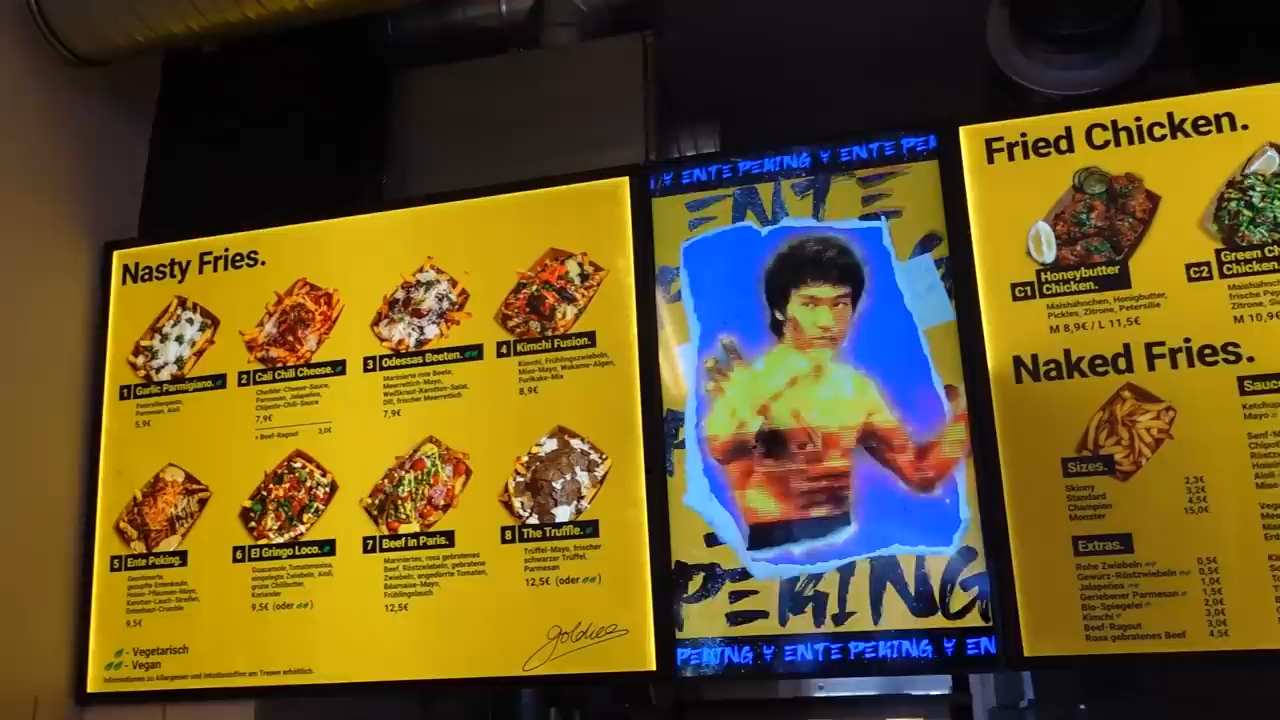 Nasty Fries.
1 Garlic Parmigiano.
Petersilienpesto,
Parmesan, Aioli
5,9€
2 Cali Chili Cheese.
Cheddar-Cheese-Sauce,
Parmesan, Jalapeños,
Chipotle-Chili-Sauce
7,9€
+ Beef-Ragout 3,0€
3 Odessas Beeten.
Marinierte rote Beete,
Meerrettich-Mayo,
Weißkraut-Karotten-Salat,
Dill, frischer Meerrettich
7,9€
4 Kimchi Fusion.
Kimchi, Frühlingszwiebeln,
Miso-Mayo, Wakame-Algen,
Furikake-Mix
8,9€
5 Ente Peking.
Geschmorte,
gezupfte Entenkeule,
Hoisin-Pflaumen-Mayo,
Karotten-Lauch-Streifen,
Entenhaut-Crumble
9,5€
6 El Gringo Loco.
Guacamole, Tomatensalsa,
eingelegte Zwiebeln, Aioli,
grüne Chilibutter,
Koriander
9,5€ (oder)
7 Beef in Paris.
Mariniertes, rosa gebratenes
Beef, Röstzwiebeln, gebratene
Zwiebeln, angedörrte Tomaten,
Béarnaise-Mayo,
Frühlingslauch
12,5€
8 The Truffle.
Trüffel-Mayo, frischer
schwarzer Trüffel,
Parmesan
12,5€ (oder)
- Vegetarisch
- Vegan
Informationen zu Allergenen und Inhaltsstoffen am Tresen erhältlich.
goldies
Y ENTE PEKING Y ENTE PEK
ENTE
PEKING
PEKING Y ENTE PEKING Y EN
Fried Chicken.
C1 Honeybutter
Chicken.
Maishähnchen, Honigbutter,
Pickles, Zitrone, Petersilie
M 8,9€ / L 11,5€
C2 Green Ch
Chicken
Maishähnc
frische Pe
Zitrone, S
M 10,9€
Naked Fries.
Sizes.
Skinny 2,3€
Standard 3,2€
Champion 4,5€
Monster 15,0€
Extras.
Rohe Zwiebeln 0,5€
Gewürz-Röstzwiebeln 0,5€
Jalapeños 1,0€
Geriebener Parmesan 1,5€
Bio-Spiegelei 2,0€
Kimchi 3,0€
Beef-Ragout 3,0€
Rosa gebratenes Beef 4,5€
Sauc
Ketchup
Mayo
Senf-M
Chipot
Röstzw
Hoisin
Aioli
Miso